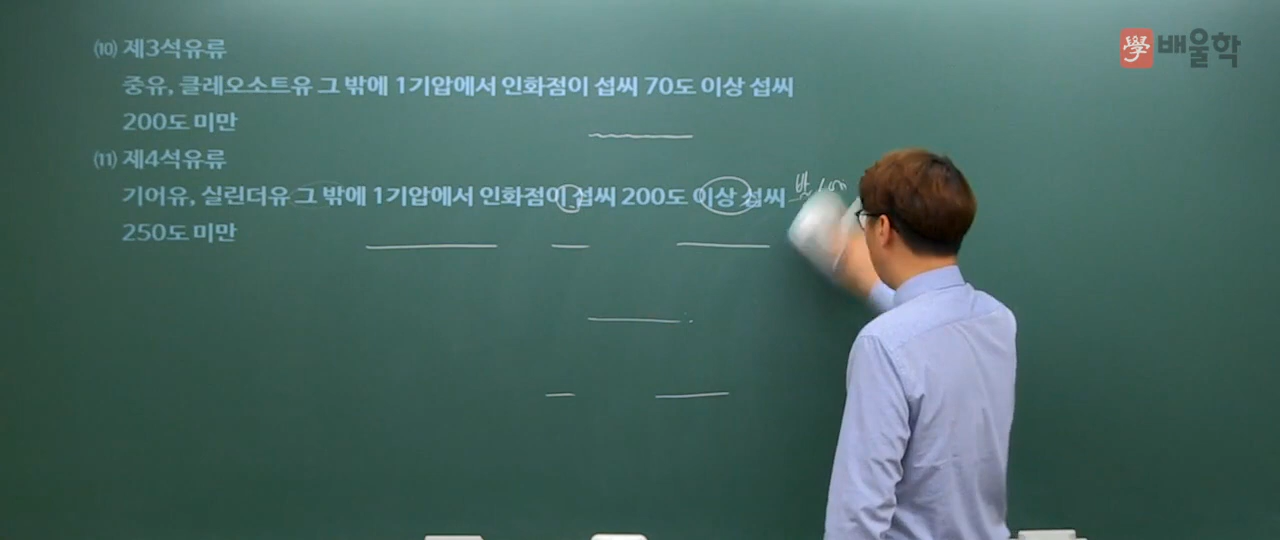 ⑽ 제3석유류
중유, 클레오소트유 그 밖에 1기압에서 인화점이 섭씨 70도 이상 섭씨
200도 미만
⑾ 제4석유류
기어유, 실린더유 그 밖에 1기압에서 인화점이 섭씨 200도 이상 섭씨
250도 미만
學 배울학